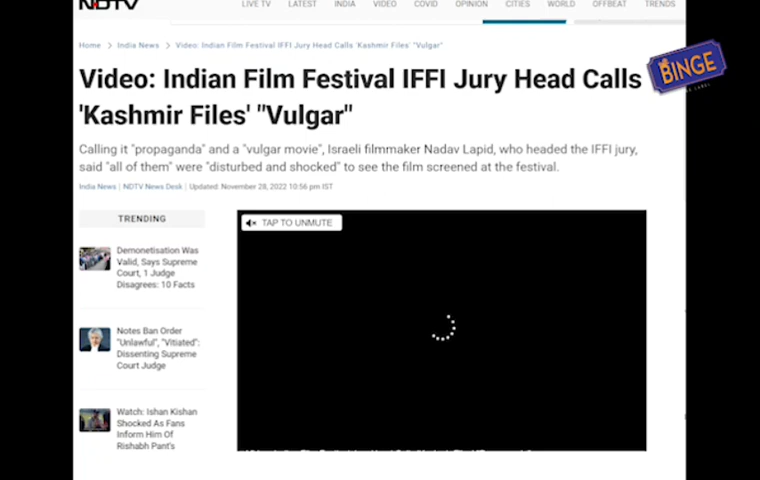 NDTV
LIVE TV LATEST INDIA VIDEO COVID OPINION CITIES WORLD OFFBEAT TRENDS
BINGE
Home > India News > Video: Indian Film Festival IFFI Jury Head Calls 'Kashmir Files' "Vulgar"
Video: Indian Film Festival IFFI Jury Head Calls
'Kashmir Files' "Vulgar"
Calling it "propaganda" and a "vulgar movie", Israeli filmmaker Nadav Lapid, who headed the IFFI jury,
said "all of them" were "disturbed and shocked" to see the film screened at the festival.
India News | NDTV News Desk | Updated: November 28, 2022 10:56 pm IST
TRENDING
Demonetisation Was
Valid, Says Supreme
Court, 1 Judge
Disagrees: 10 Facts
Notes Ban Order
"Unlawful", "Vitiated":
Dissenting Supreme
Court Judge
Watch: Ishan Kishan
Shocked As Fans
Inform Him Of
Rishabh Pant's
TAP TO UNMUTE